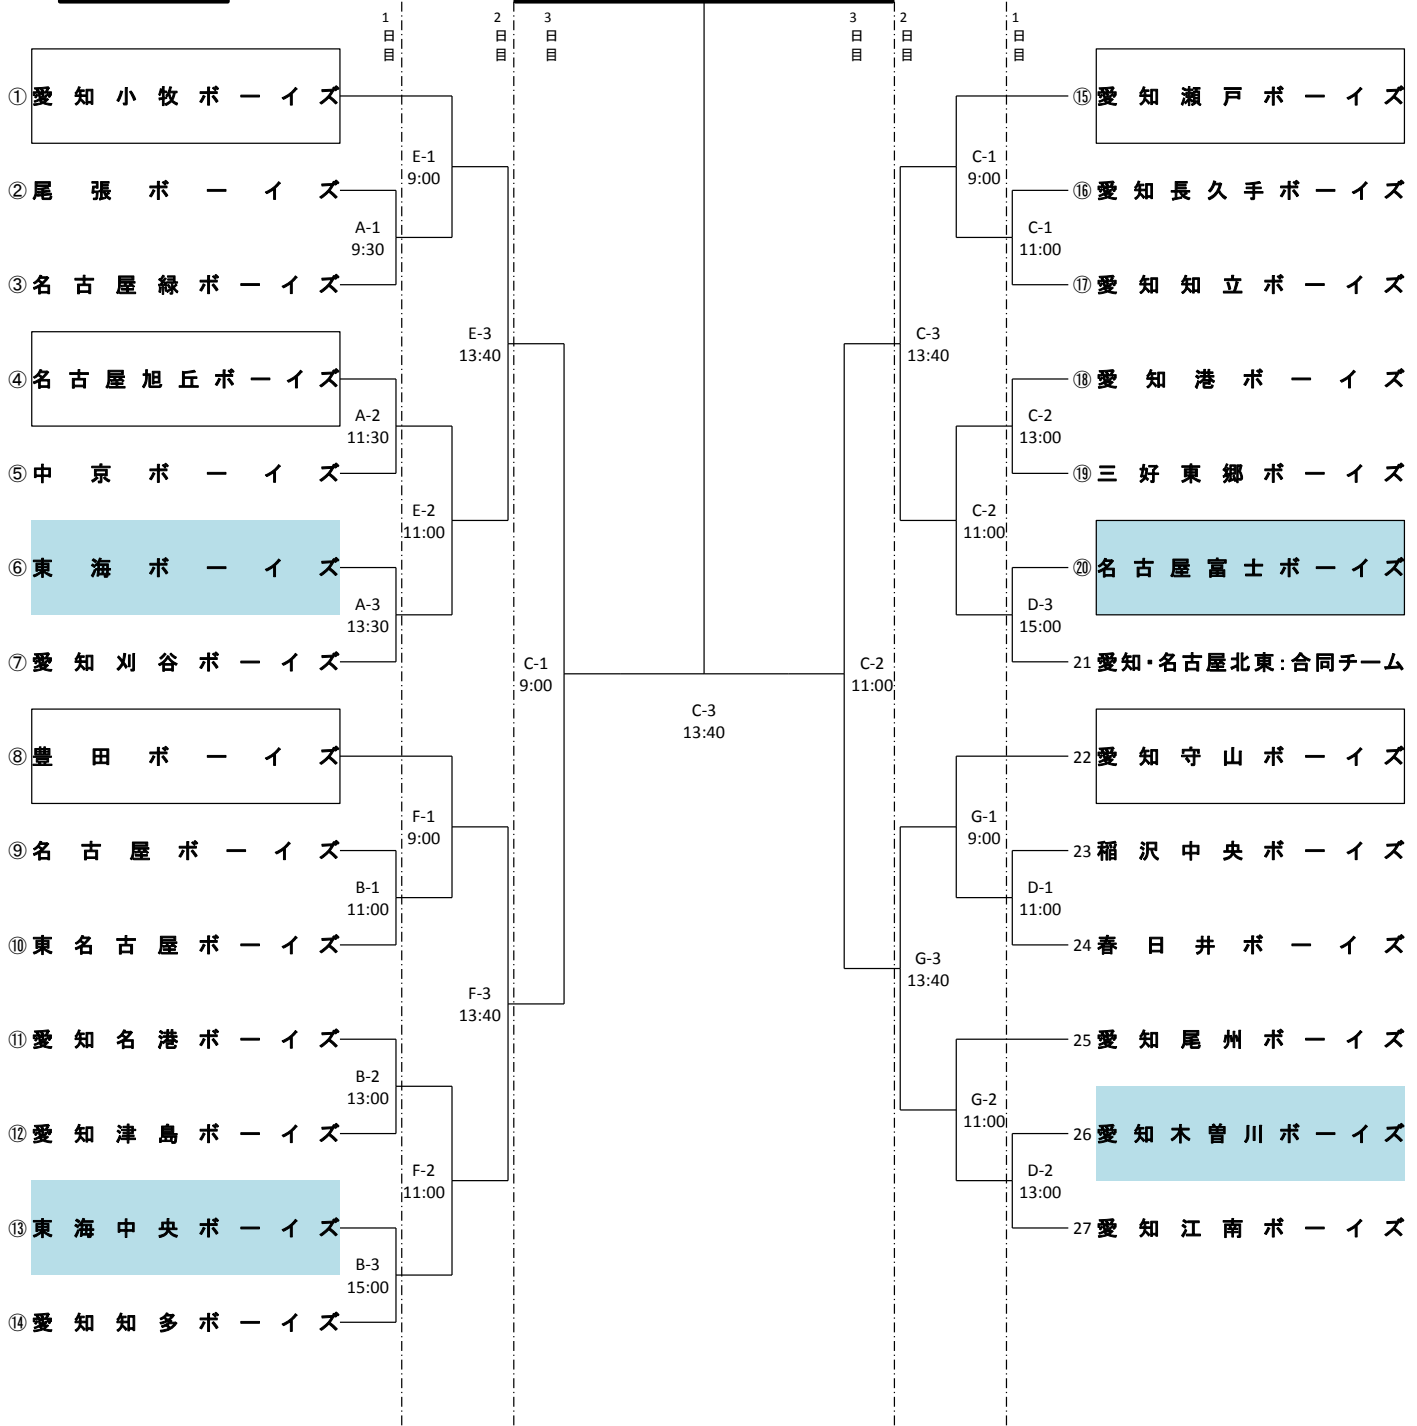 1日目
2日目
3日目
3日目
2日目
1日目
①愛知小牧ボーイズ
②尾張ボーイズ
③名古屋緑ボーイズ
④名古屋旭丘ボーイズ
⑤中京ボーイズ
⑥東海ボーイズ
⑦愛知刈谷ボーイズ
⑧豊田ボーイズ
⑨名古屋ボーイズ
⑩東名古屋ボーイズ
⑪愛知名港ボーイズ
⑫愛知津島ボーイズ
⑬東海中央ボーイズ
⑭愛知知多ボーイズ
A-1
9:30
A-2
11:30
A-3
13:30
B-1
11:00
B-2
13:00
B-3
15:00
E-1
9:00
E-2
11:00
F-1
9:00
F-2
11:00
E-3
13:40
F-3
13:40
C-1
9:00
C-3
13:40
C-2
11:00
C-3
13:40
G-3
13:40
C-1
9:00
C-2
11:00
G-1
9:00
G-2
11:00
C-1
11:00
C-2
13:00
D-3
15:00
D-1
11:00
D-2
13:00
⑮愛知瀬戸ボーイズ
⑯愛知長久手ボーイズ
⑰愛知知立ボーイズ
⑱愛知港ボーイズ
⑲三好東郷ボーイズ
⑳名古屋富士ボーイズ
21愛知・名古屋北東:合同チーム
22愛知守山ボーイズ
23稲沢中央ボーイズ
24春日井ボーイズ
25愛知尾州ボーイズ
26愛知木曽川ボーイズ
27愛知江南ボーイズ